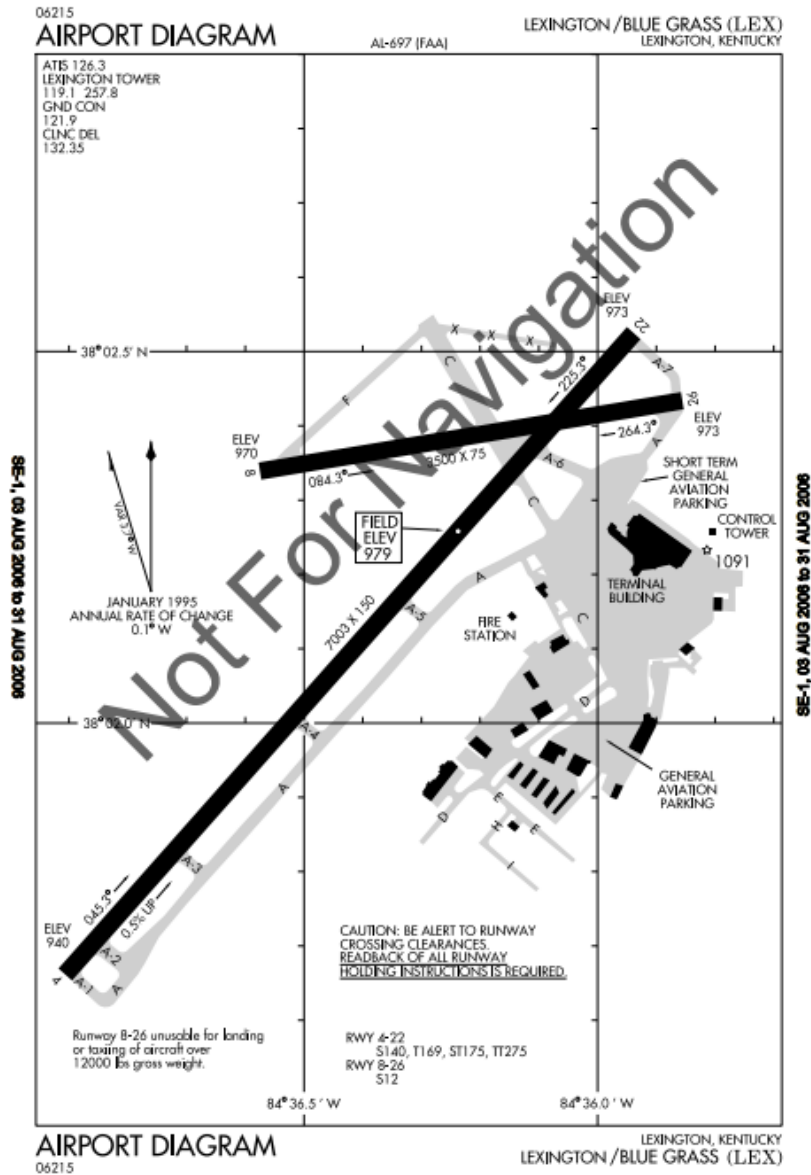 06215
AIRPORT DIAGRAM
AL-697 (FAA)
LEXINGTON/BLUE GRASS (LEX)
LEXINGTON, KENTUCKY
ATIS 126.3
LEXINGTON TOWER
119.1 257.8
GND CON
121.9
CLNC DEL
132.35
Not For Navigation
ELEV
973
22
X X X
C
38° 02.5' N
A-7
225.3°
F
26
ELEV
973
264.3°
A
ELEV
970
8
084.3°
3500 X 75
A-6
SHORT TERM
GENERAL
AVIATION
PARKING
VAR 3.7° W
C
FIELD
ELEV
979
CONTROL
TOWER
1091
TERMINAL
BUILDING
JANUARY 1995
ANNUAL RATE OF CHANGE
0.1° W
A
7003 X 150
A-5
FIRE
STATION
C
SE-1, 03 AUG 2006 to 31 AUG 2006
SE-1, 03 AUG 2006 to 31 AUG 2006
D
38° 02.0' N
A-4
A
GENERAL
AVIATION
PARKING
D
E
H
E
I
A-3
045.3°
0.5% UP
ELEV
940
A-2
4
A-1
A
CAUTION: BE ALERT TO RUNWAY
CROSSING CLEARANCES.
READBACK OF ALL RUNWAY
HOLDING INSTRUCTIONS IS REQUIRED.
Runway 8-26 unusable for landing
or taxiing of aircraft over
12000 lbs gross weight.
RWY 4-22
S140, T169, ST175, TT275
RWY 8-26
S12
84° 36.5' W
84° 36.0' W
AIRPORT DIAGRAM
06215
LEXINGTON, KENTUCKY
LEXINGTON/BLUE GRASS (LEX)